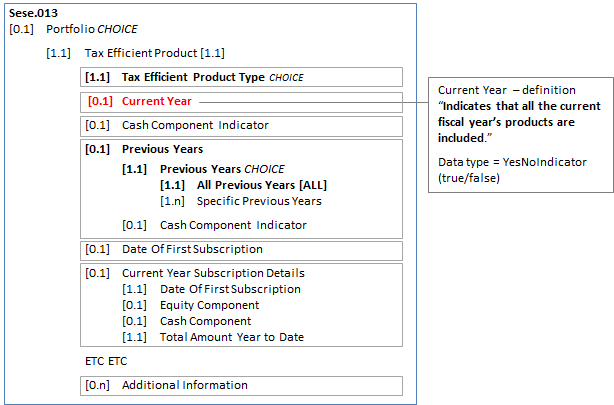 Sese.013
[0.1] Portfolio CHOICE
[1.1] Tax Efficient Product [1.1]
[1.1] Tax Efficient Product Type CHOICE
[0.1] Current Year
[0.1] Cash Component Indicator
[0.1] Previous Years
[1.1] Previous Years CHOICE
[1.1] All Previous Years [ALL]
[1.n] Specific Previous Years
[0.1] Cash Component Indicator
[0.1] Date Of First Subscription
[0.1] Current Year Subscription Details
[1.1] Date Of First Subscription
[0.1] Equity Component
[0.1] Cash Component
[1.1] Total Amount Year to Date
ETC ETC
[0.n] Additional Information
Current Year – definition
“Indicates that all the current
fiscal year’s products are
included.”
Data type = YesNoIndicator
(true/false)